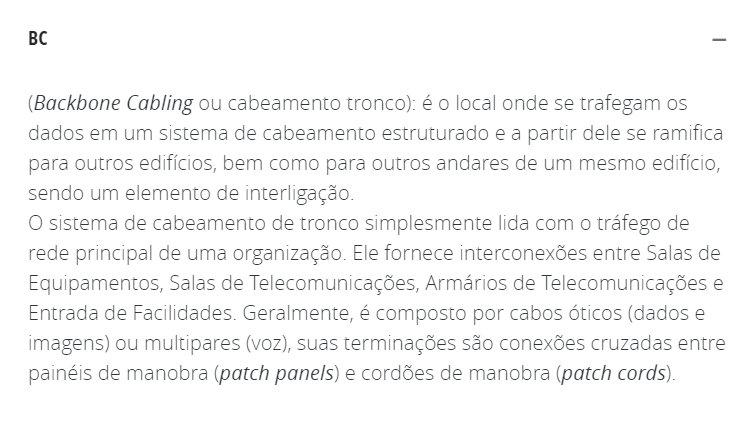 BC
(Backbone Cabling ou cabeamento tronco): é o local onde se trafegam os
dados em um sistema de cabeamento estruturado e a partir dele se ramifica
para outros edifícios, bem como para outros andares de um mesmo edifício,
sendo um elemento de interligação.
O sistema de cabeamento de tronco simplesmente lida com o tráfego de
rede principal de uma organização. Ele fornece interconexões entre Salas de
Equipamentos, Salas de Telecomunicações, Armários de Telecomunicações e
Entrada de Facilidades. Geralmente, é composto por cabos óticos (dados e
imagens) ou multipares (voz), suas terminações são conexões cruzadas entre
painéis de manobra (patch panels) e cordões de manobra (patch cords).